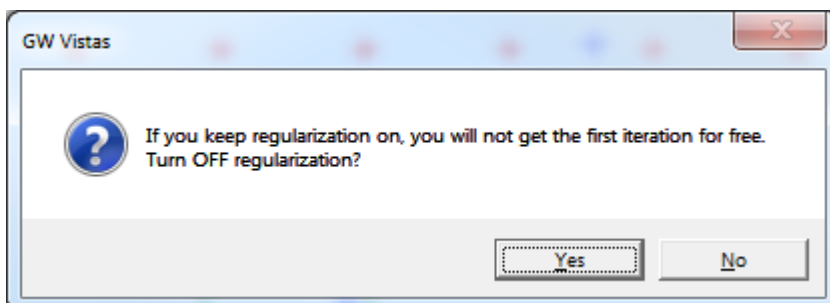 GW Vistas
If you keep regularization on, you will not get the first iteration for free.
Turn OFF regularization?
Yes
No